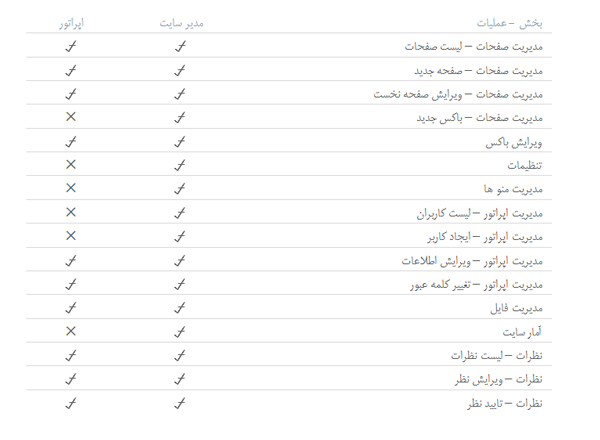 بخش - عملیات مدیر سایت اپراتور
مدیریت صفحات – لیست صفحات ✓ ✓
مدیریت صفحات – صفحه جدید ✓ ✓
مدیریت صفحات – ویرایش صفحه نخست ✓ ✓
مدیریت صفحات – باکس جدید ✓ ×
ویرایش باکس ✓ ✓
تنظیمات ✓ ×
مدیریت منو ها ✓ ×
مدیریت اپراتور – لیست کاربران ✓ ×
مدیریت اپراتور – ایجاد کاربر ✓ ×
مدیریت اپراتور – ویرایش اطلاعات ✓ ✓
مدیریت اپراتور – تغییر کلمه عبور ✓ ✓
مدیریت فایل ✓ ✓
آمار سایت ✓ ×
نظرات – لیست نظرات ✓ ✓
نظرات – ویرایش نظر ✓ ✓
نظرات – تایید نظر ✓ ✓